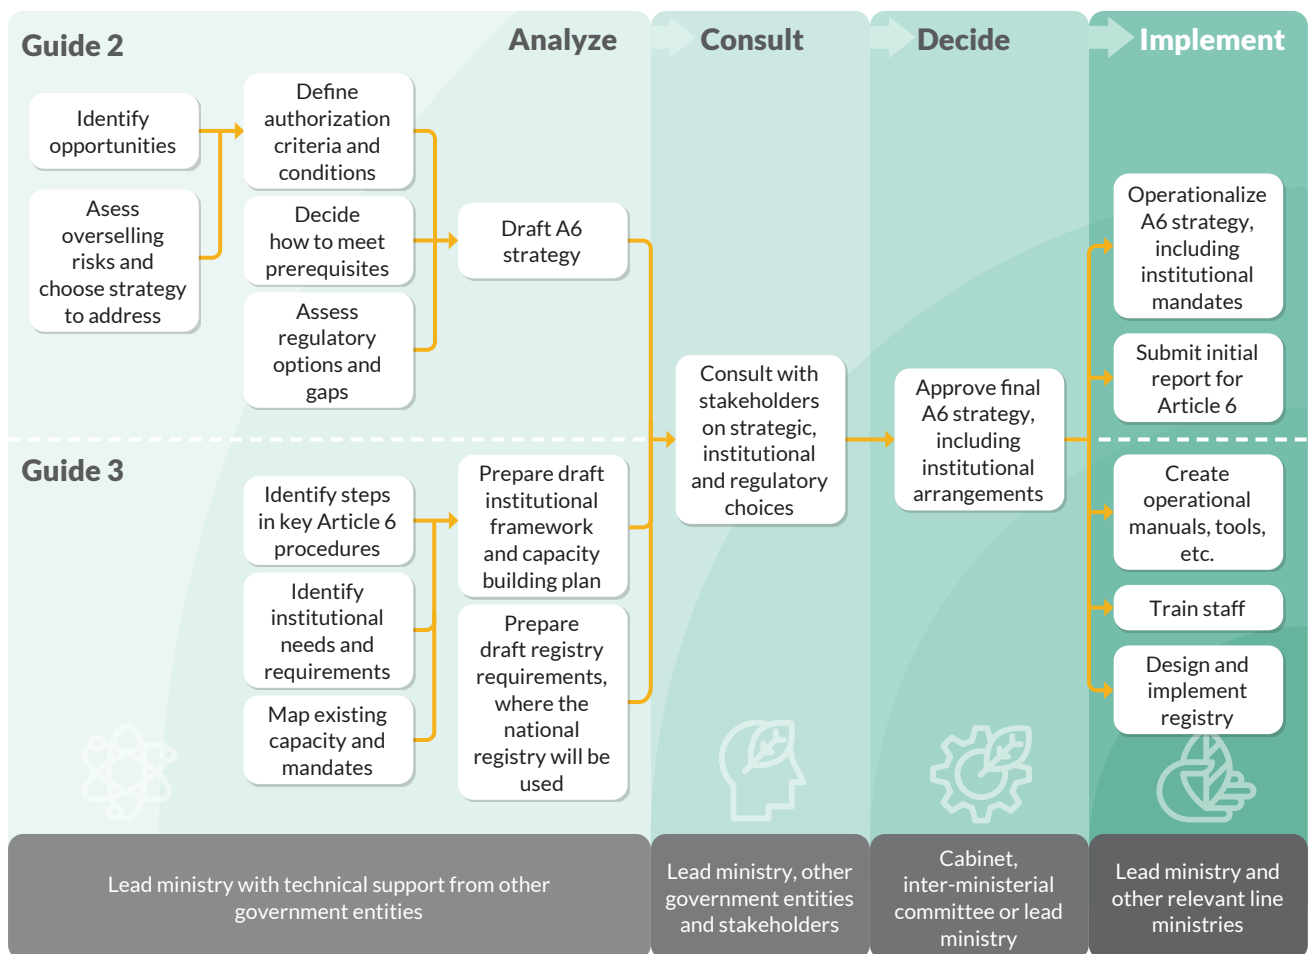 Guide 2
Analyze
Consult
Decide
Implement
Identify
opportunities
Asess
overselling
risks and
choose strategy
to address
Define
authorization
criteria and
conditions
Decide
how to meet
prerequisites
Assess
regulatory
options and
gaps
Draft A6
strategy
Guide 3
Identify steps
in key Article 6
procedures
Identify
institutional
needs and
requirements
Map existing
capacity and
mandates
Prepare draft
institutional
framework
and capacity
building plan
Prepare
draft registry
requirements,
where the
national
registry will be
used
Consult with
stakeholders
on strategic,
institutional
and regulatory
choices
Approve final
A6 strategy,
including
institutional
arrangements
Operationalize
A6 strategy,
including
institutional
mandates
Submit initial
report for
Article 6
Create
operational
manuals, tools,
etc.
Train staff
Design and
implement
registry
Lead ministry with technical support from other
government entities
Lead ministry, other
government entities
and stakeholders
Cabinet,
inter-ministerial
committee or lead
ministry
Lead ministry and
other relevant line
ministries